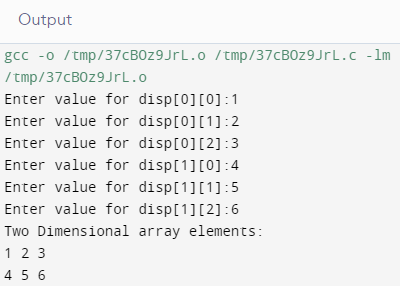 Output
gcc -o /tmp/37cBOz9JrL.o /tmp/37cBOz9JrL.c -lm
/tmp/37cBOz9JrL.o
Enter value for disp[0][0]:1
Enter value for disp[0][1]:2
Enter value for disp[0][2]:3
Enter value for disp[1][0]:4
Enter value for disp[1][1]:5
Enter value for disp[1][2]:6
Two Dimensional array elements:
1 2 3
4 5 6